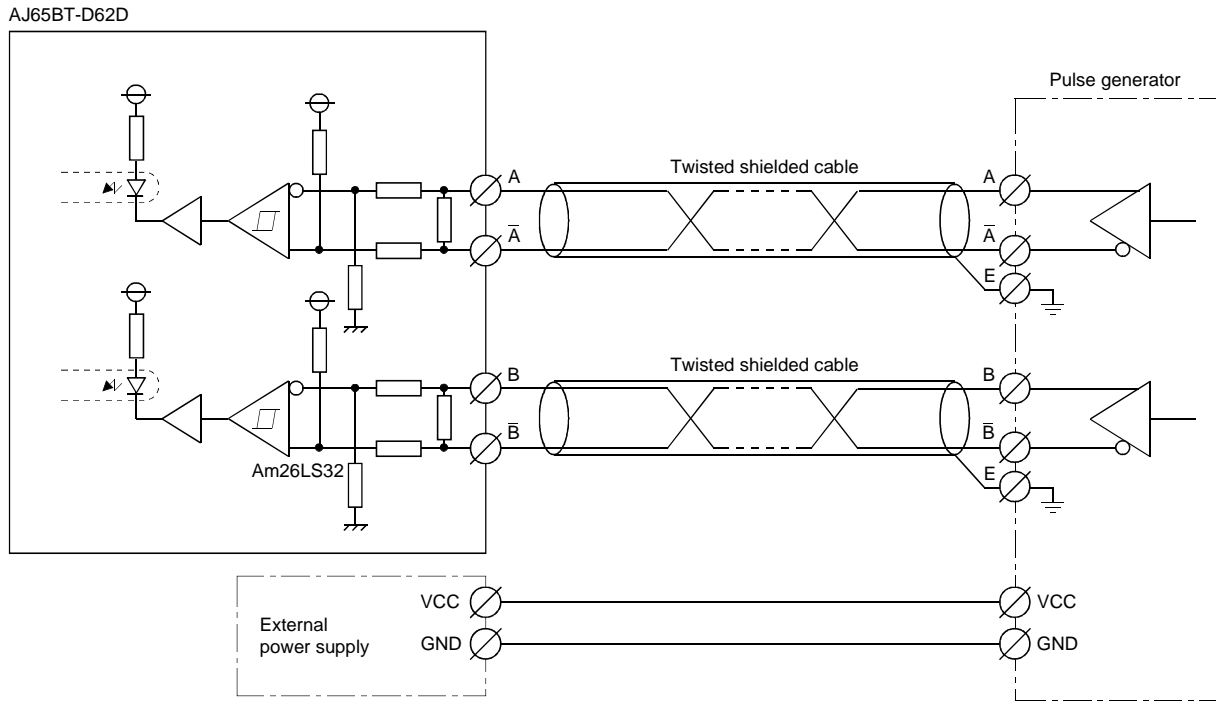 AJ65BT-D62D
Pulse generator
Twisted shielded cable
A
A
A̅
A̅
E
Twisted shielded cable
B
B
B̅
B̅
Am26LS32
E
VCC
VCC
External
power supply
GND
GND